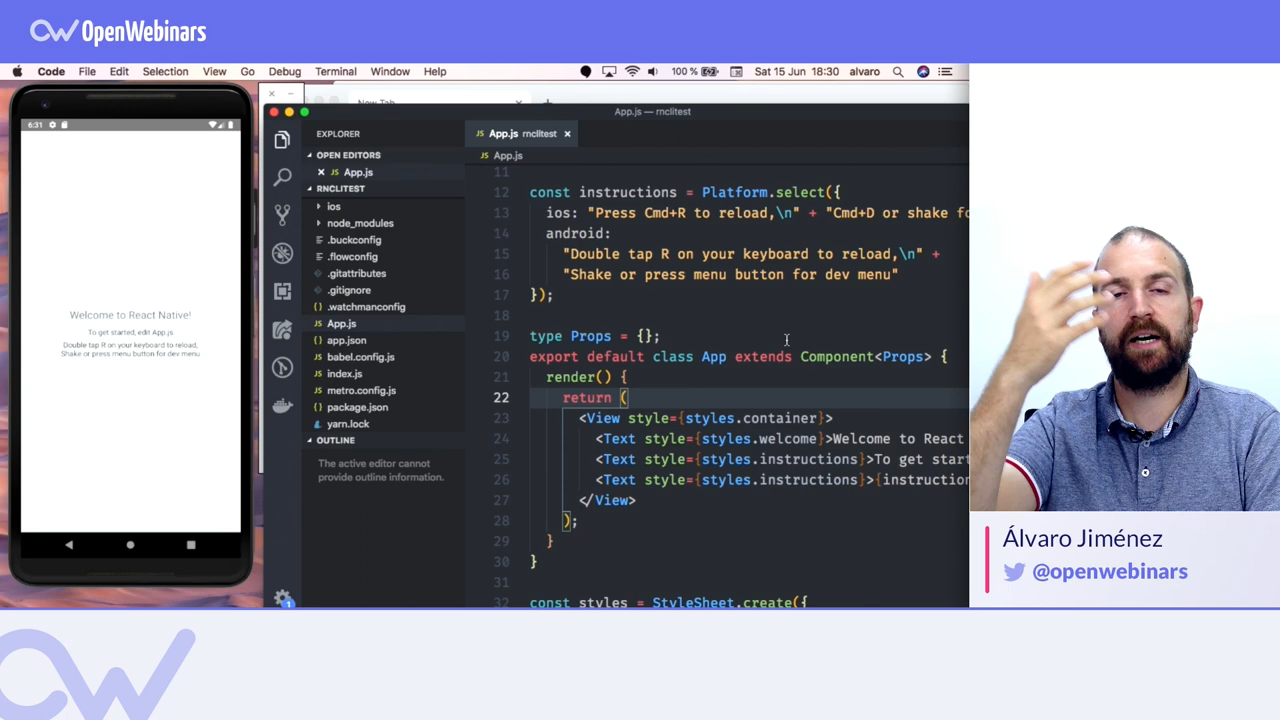 OpenWebinars
Code File Edit Selection View Go Debug Terminal Window Help 100 % Sat 15 Jun 18:30 alvaro
New Tab
App.js — rnclitest
6:31
Welcome to React Native!
To get started, edit App.js
Double tap R on your keyboard to reload,
Shake or press menu button for dev menu
EXPLORER
OPEN EDITORS
App.js
RNCLITEST
ios
node_modules
.buckconfig
.flowconfig
.gitattributes
.gitignore
.watchmanconfig
App.js
app.json
babel.config.js
index.js
metro.config.js
package.json
yarn.lock
OUTLINE
The active editor cannot
provide outline information.
1
JS App.js rnclitest
JS App.js
11
12 const instructions = Platform.select({
13 ios: "Press Cmd+R to reload,\n" + "Cmd+D or shake fo
14 android:
15 "Double tap R on your keyboard to reload,\n" +
16 "Shake or press menu button for dev menu"
17 });
18
19 type Props = {};
20 export default class App extends Component<Props> {
21 render() {
22 return (
23 <View style={styles.container}>
24 <Text style={styles.welcome}>Welcome to React
25 <Text style={styles.instructions}>To get start
26 <Text style={styles.instructions}>{instruction
27 </View>
28 );
29 }
30 }
31
32 const styles = StyleSheet.create({
Álvaro Jiménez
@openwebinars